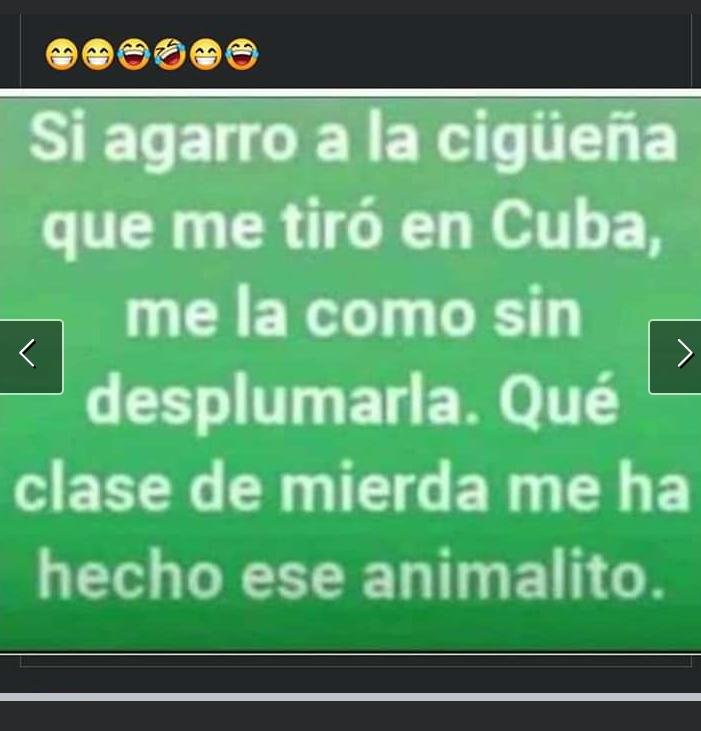 😁😁😂🤣😁😂
Si agarro a la cigüeña
que me tiró en Cuba,
me la como sin
desplumarla. Qué
clase de mierda me ha
hecho ese animalito.